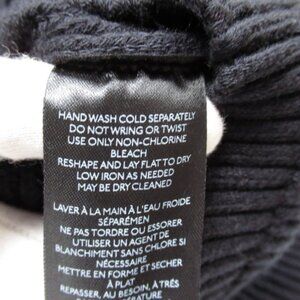 HAND WASH COLD SEPARATELY
DO NOT WRING OR TWIST
USE ONLY NON-CHLORINE
BLEACH
RESHAPE AND LAY FLAT TO DRY
LOW IRON AS NEEDED
MAY BE DRY CLEANED
LAVER À LA MAIN À L'EAU FROIDE
SÉPARÉMEN
NE PAS TORDRE OU ESSORER
UTILISER UN AGENT DE
BLANCHIMENT SANS CHLORE SI
NÉCESSAIRE
METTRE EN FORME ET SÉCHER
À PLAT
REPASSER, AU BESOIN, À TRÈS